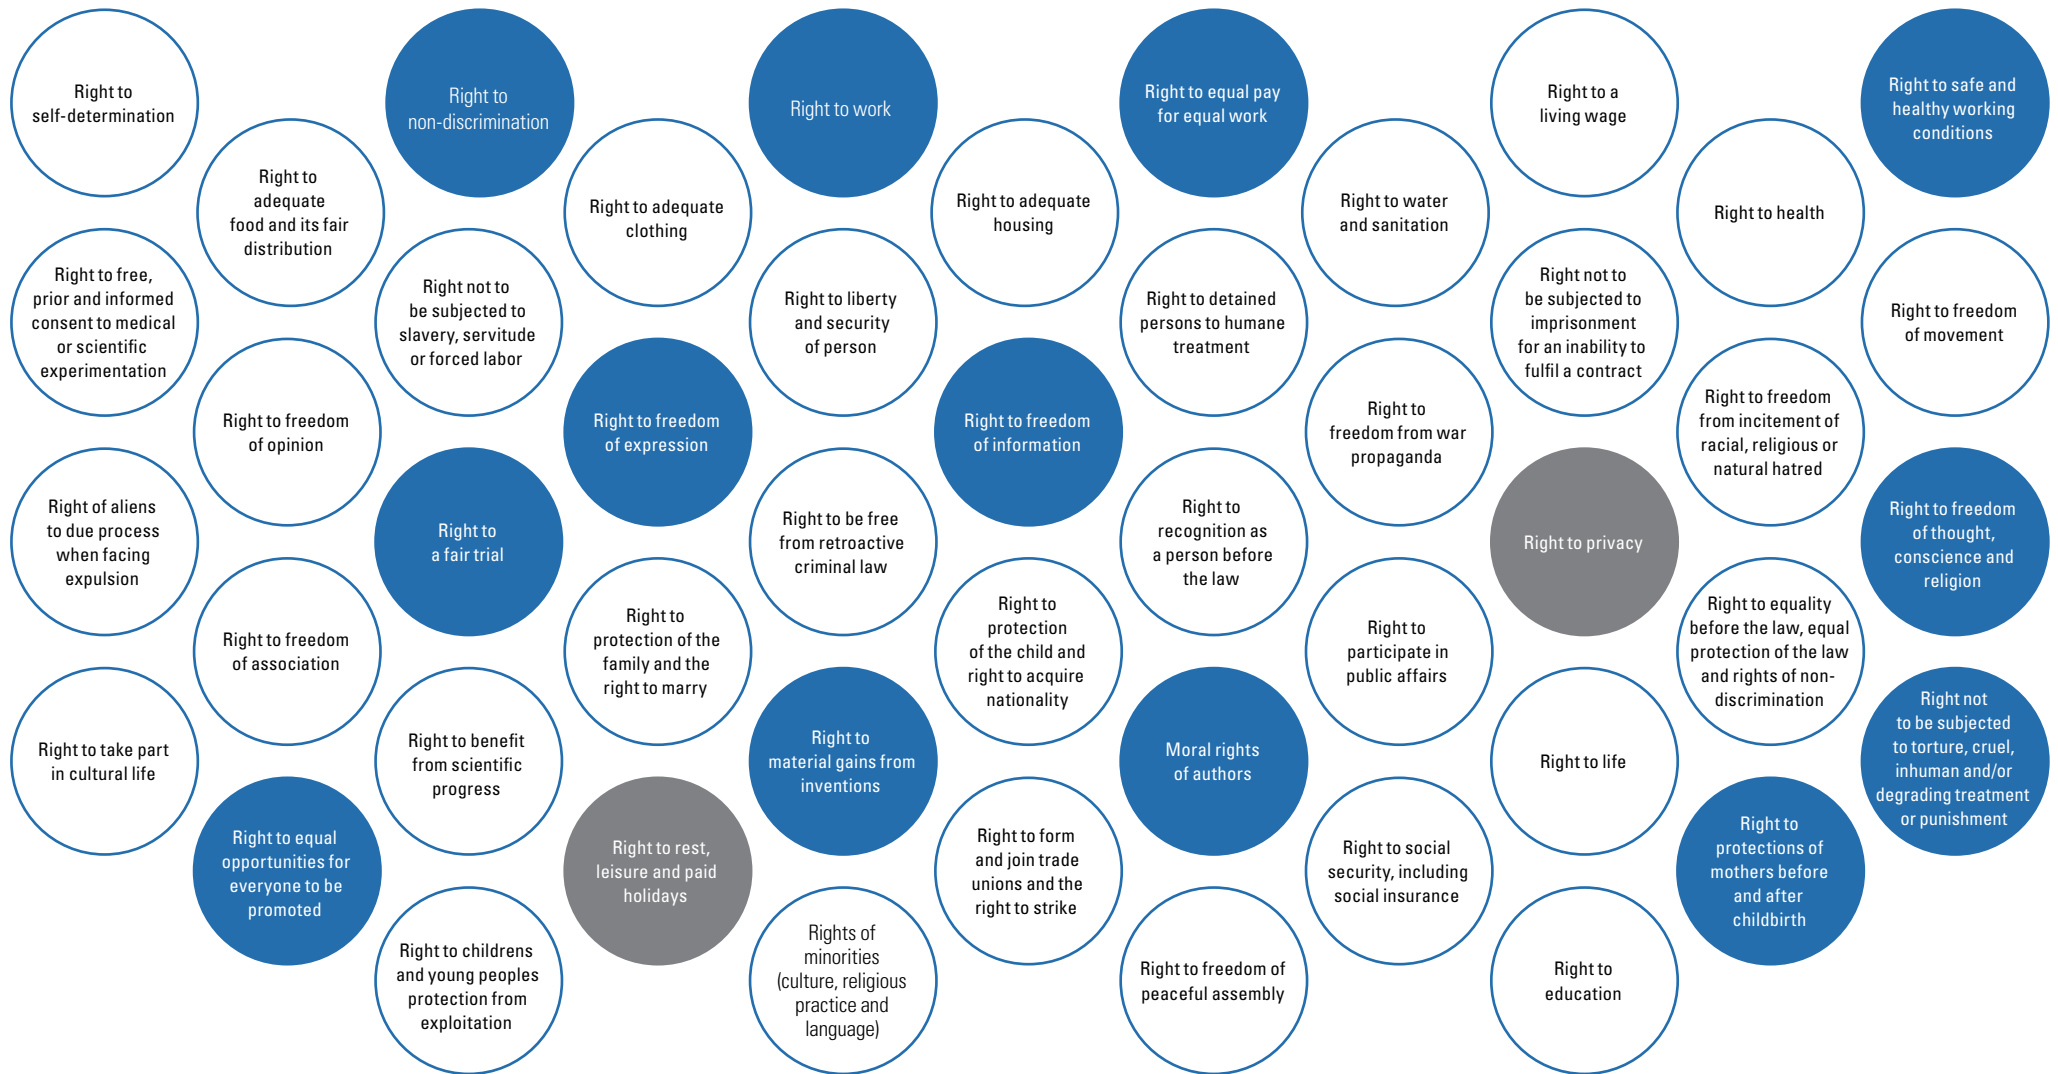 Right to
self-determination
Right to
non-discrimination
Right to work
Right to equal pay
for equal work
Right to a
living wage
Right to safe and
healthy working
conditions
Right to
adequate
food and its fair
distribution
Right to adequate
clothing
Right to adequate
housing
Right to water
and sanitation
Right to health
Right to free,
prior and informed
consent to medical
or scientific
experimentation
Right not to
be subjected to
slavery, servitude
or forced labor
Right to liberty
and security
of person
Right to detained
persons to humane
treatment
Right not to
be subjected to
imprisonment
for an inability to
fulfil a contract
Right to freedom
of movement
Right to freedom
of opinion
Right to freedom
of expression
Right to freedom
of information
Right to
freedom from war
propaganda
Right to freedom
from incitement of
racial, religious or
natural hatred
Right of aliens
to due process
when facing
expulsion
Right to
a fair trial
Right to be free
from retroactive
criminal law
Right to
recognition as
a person before
the law
Right to privacy
Right to freedom
of thought,
conscience and
religion
Right to freedom
of association
Right to
protection of the
family and the
right to marry
Right to
protection
of the child and
right to acquire
nationality
Right to
participate in
public affairs
Right to equality
before the law, equal
protection of the law
and rights of non-
discrimination
Right to take part
in cultural life
Right to benefit
from scientific
progress
Right to
material gains from
inventions
Moral rights
of authors
Right to life
Right not
to be subjected
to torture, cruel,
inhuman and/or
degrading treatment
or punishment
Right to equal
opportunities for
everyone to be
promoted
Right to rest,
leisure and paid
holidays
Right to form
and join trade
unions and the
right to strike
Right to social
security, including
social insurance
Right to
protections of
mothers before
and after
childbirth
Right to childrens
and young peoples
protection from
exploitation
Rights of
minorities
(culture, religious
practice and
language)
Right to freedom of
peaceful assembly
Right to
education